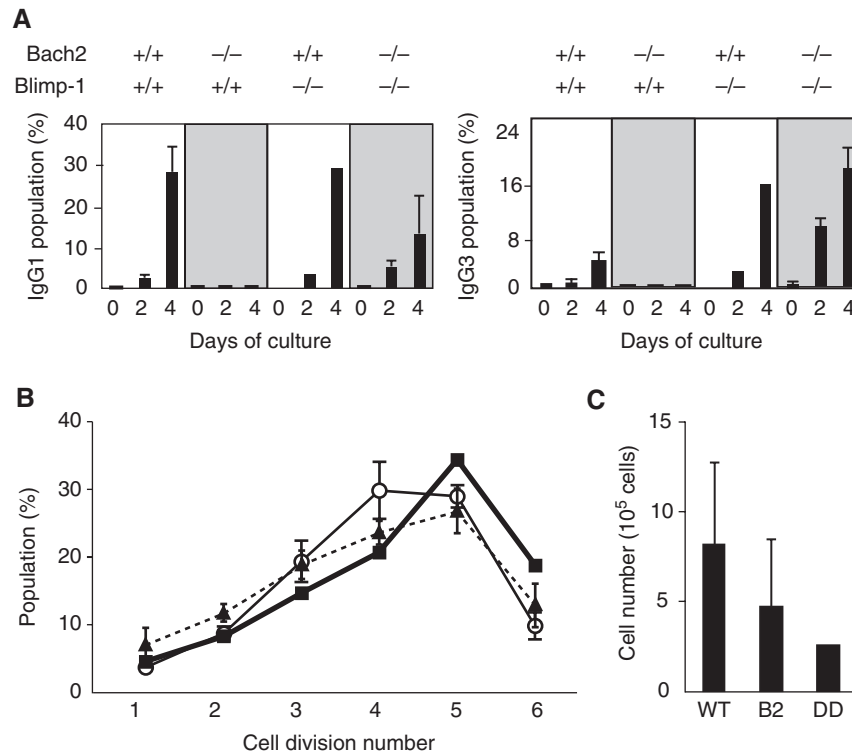 A
Bach2 +/+ –/– +/+ –/– +/+ –/– +/+ –/–
Blimp-1 +/+ +/+ –/– –/– +/+ +/+ –/– –/–
IgG1 population (%)
40
30
20
10
0
0 2 4 0 2 4 0 2 4 0 2 4
Days of culture
IgG3 population (%)
24
16
8
0
0 2 4 0 2 4 0 2 4 0 2 4
Days of culture
B
Population (%)
40
30
20
10
0
1 2 3 4 5 6
Cell division number
C
Cell number (10⁵ cells)
15
10
5
0
WT B2 DD